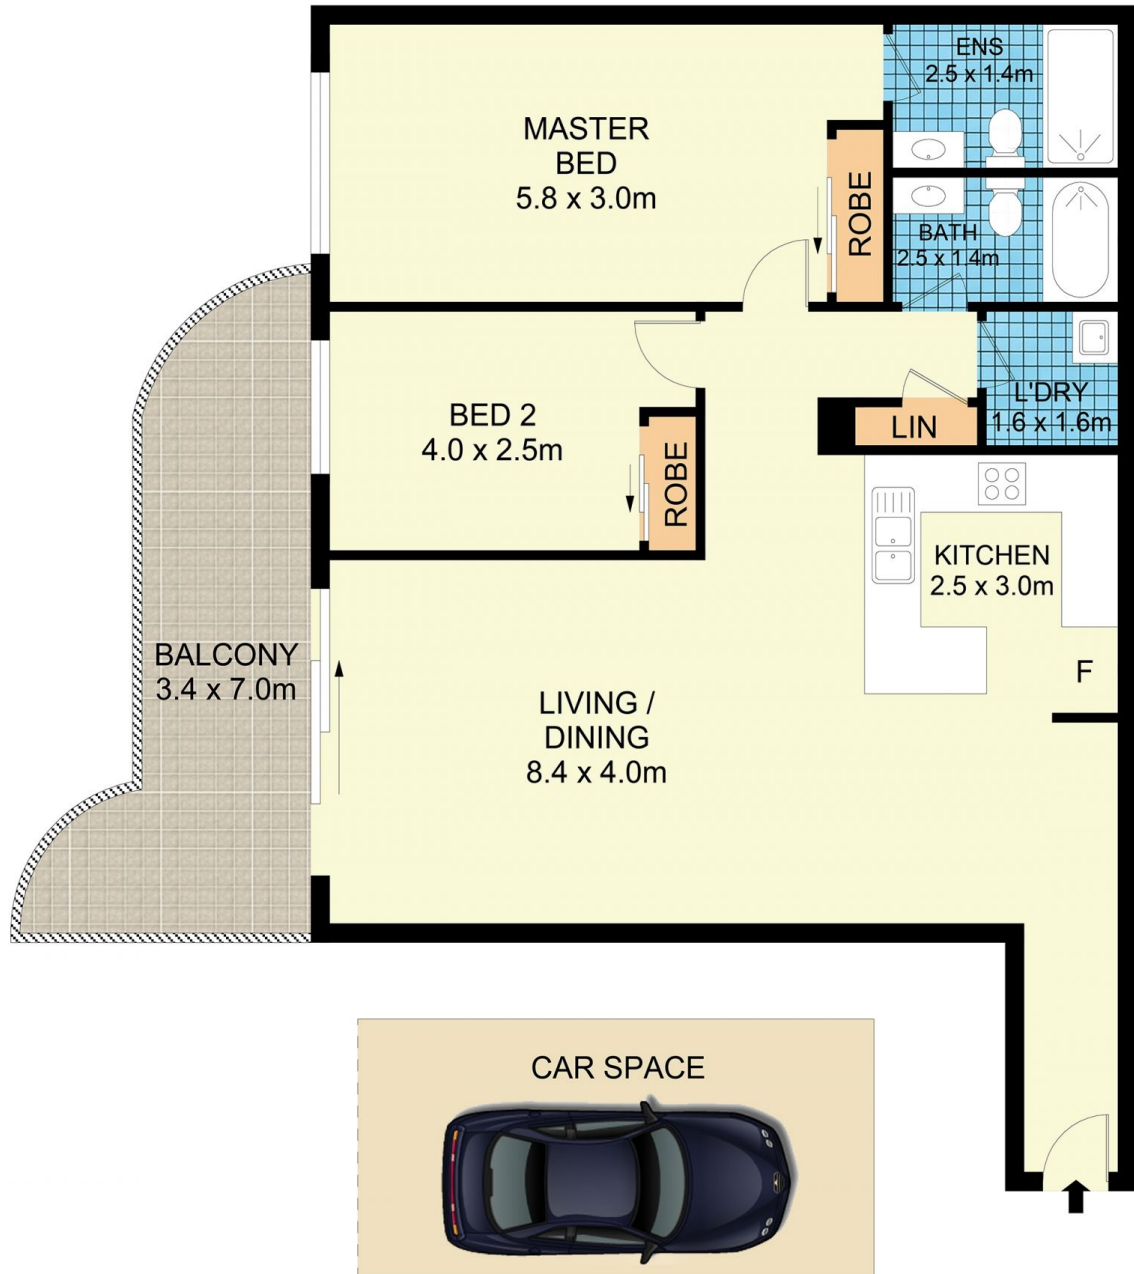 MASTER
BED
5.8 x 3.0m
ROBE
ENS
2.5 x 1.4m
BATH
2.5 x 1.4m
BED 2
4.0 x 2.5m
ROBE
LIN
L'DRY
1.6 x 1.6m
KITCHEN
2.5 x 3.0m
F
BALCONY
3.4 x 7.0m
LIVING /
DINING
8.4 x 4.0m
CAR SPACE